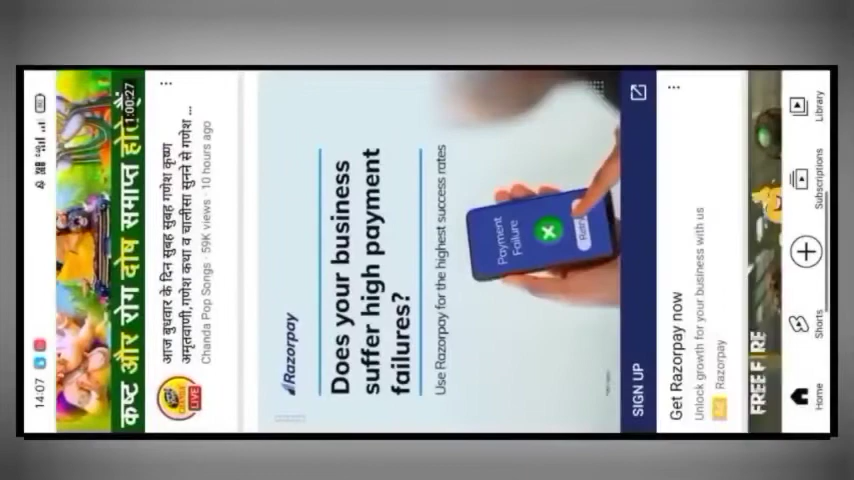 14:07
कष्ट और रोग दोष समाप्त होते हैं
1:00:27
LIVE
आज बुधवार के दिन सुबह सुबह गणेश कृष्ण
अमृतवाणी,गणेश कथा व चालीसा सुनने से गणेश ...
Chanda Pop Songs · 59K views · 10 hours ago
Razorpay
Does your business
suffer high payment
failures?
Use Razorpay for the highest success rates
Payment
Failure
Retry
SIGN UP
Get Razorpay now
Unlock growth for your business with us
Ad Razorpay
FREE FIRE
Home
Shorts
Subscriptions
Library